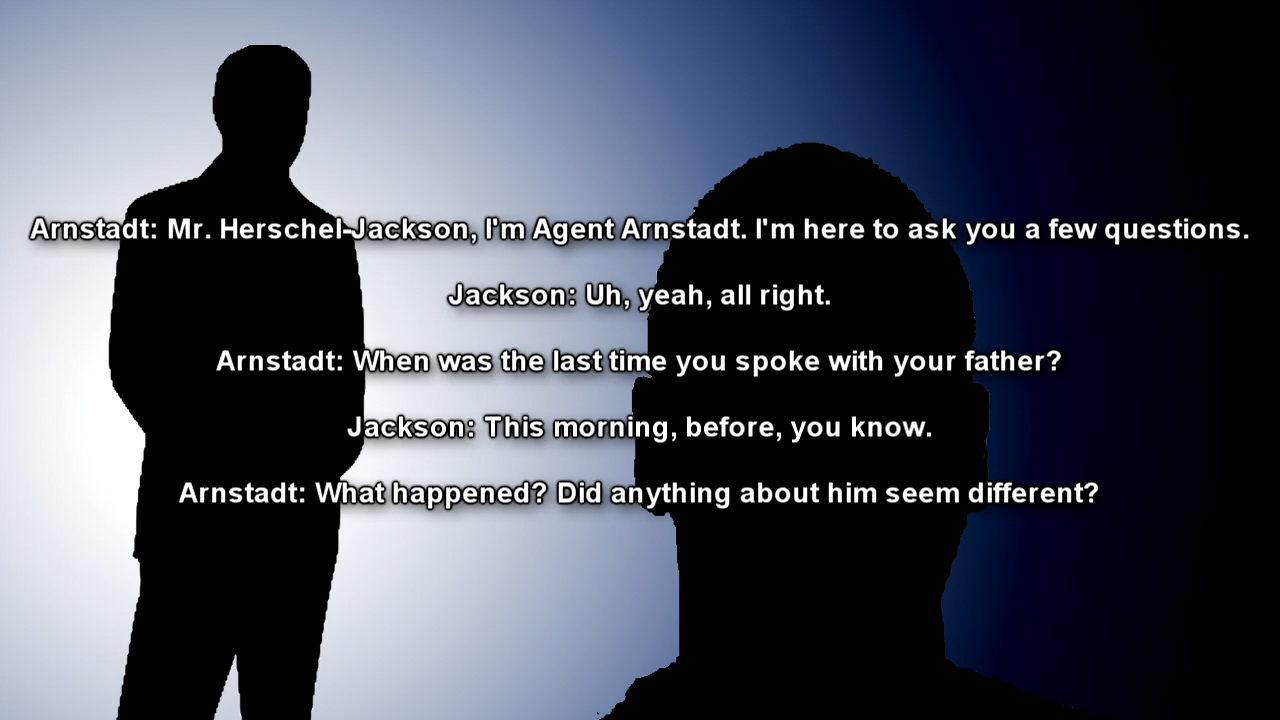 Arnstadt: Mr. Herschel-Jackson, I'm Agent Arnstadt. I'm here to ask you a few questions.
Jackson: Uh, yeah, all right.
Arnstadt: When was the last time you spoke with your father?
Jackson: This morning, before, you know.
Arnstadt: What happened? Did anything about him seem different?